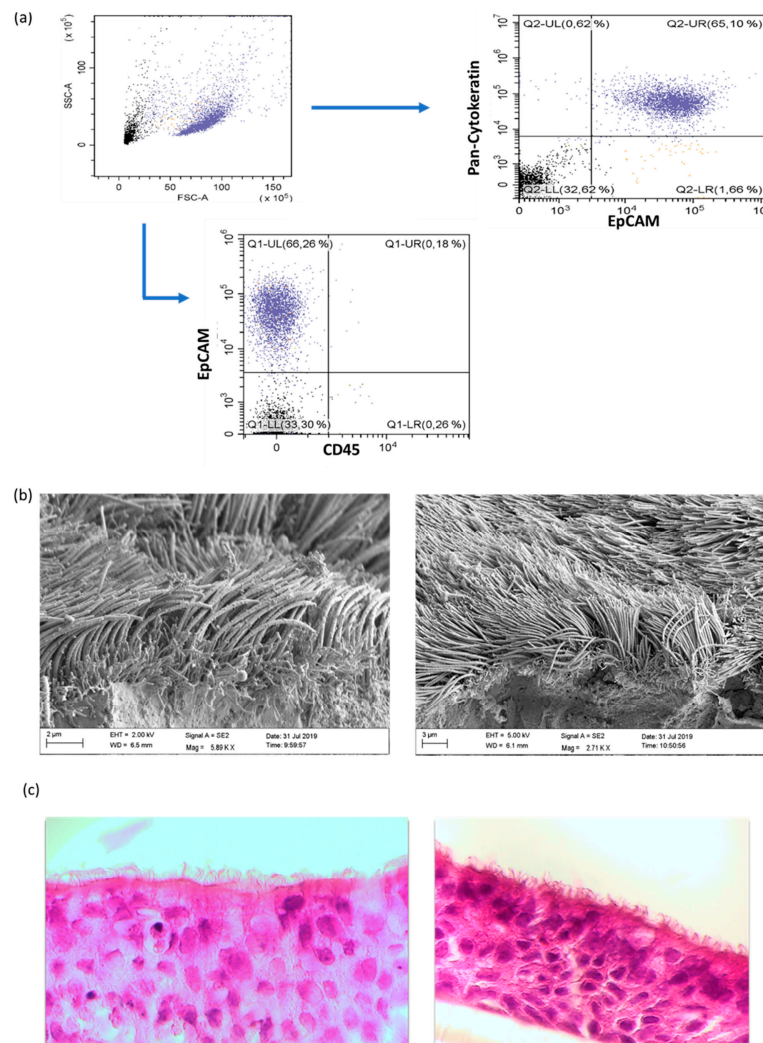 (a)
SSC-A
(x 10⁵)
100
50
0
0
50
100
150
FSC-A
(x 10⁵)
Pan-Cytokeratin
10⁷
10⁶
10⁵
10⁴
10³
0
Q2-UL(0,62 %)
Q2-UR(65,10 %)
Q2-LL(32,62 %)
Q2-LR(1,66 %)
0
10³
10⁴
10⁵
10⁶
EpCAM
EpCAM
10⁶
10⁵
10⁴
10³
0
Q1-UL(66,26 %)
Q1-UR(0,18 %)
Q1-LL(33,30 %)
Q1-LR(0,26 %)
0
10⁴
CD45
(b)
2 µm
EHT = 2.00 kV
Signal A = SE2
Date: 31 Jul 2019
WD = 6.5 mm
Mag = 5.89 K X
Time: 9:59:57
3 µm
EHT = 5.00 kV
Signal A = SE2
Date: 31 Jul 2019
WD = 6.1 mm
Mag = 2.71 K X
Time: 10:50:56
(c)